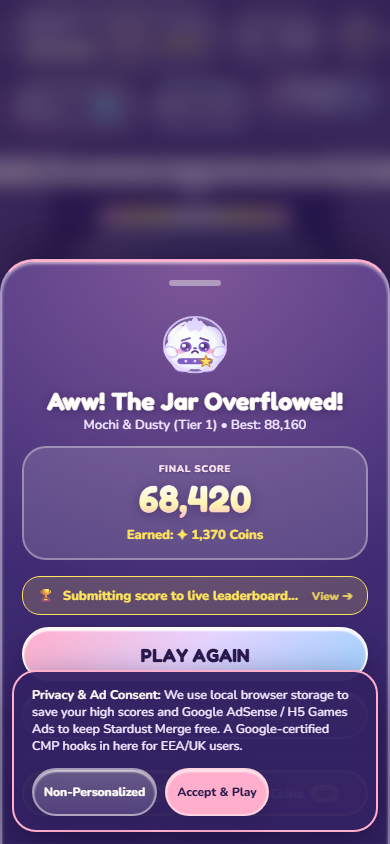 Aww! The Jar Overflowed!
Mochi & Dusty (Tier 1) • Best: 88,160
FINAL SCORE
68,420
Earned: ✦ 1,370 Coins
🏆 Submitting score to live leaderboard... View ➔
PLAY AGAIN
Privacy & Ad Consent: We use local browser storage to
save your high scores and Google AdSense / H5 Games
Ads to keep Stardust Merge free. A Google-certified
CMP hooks in here for EEA/UK users.
Non-Personalized Accept & Play